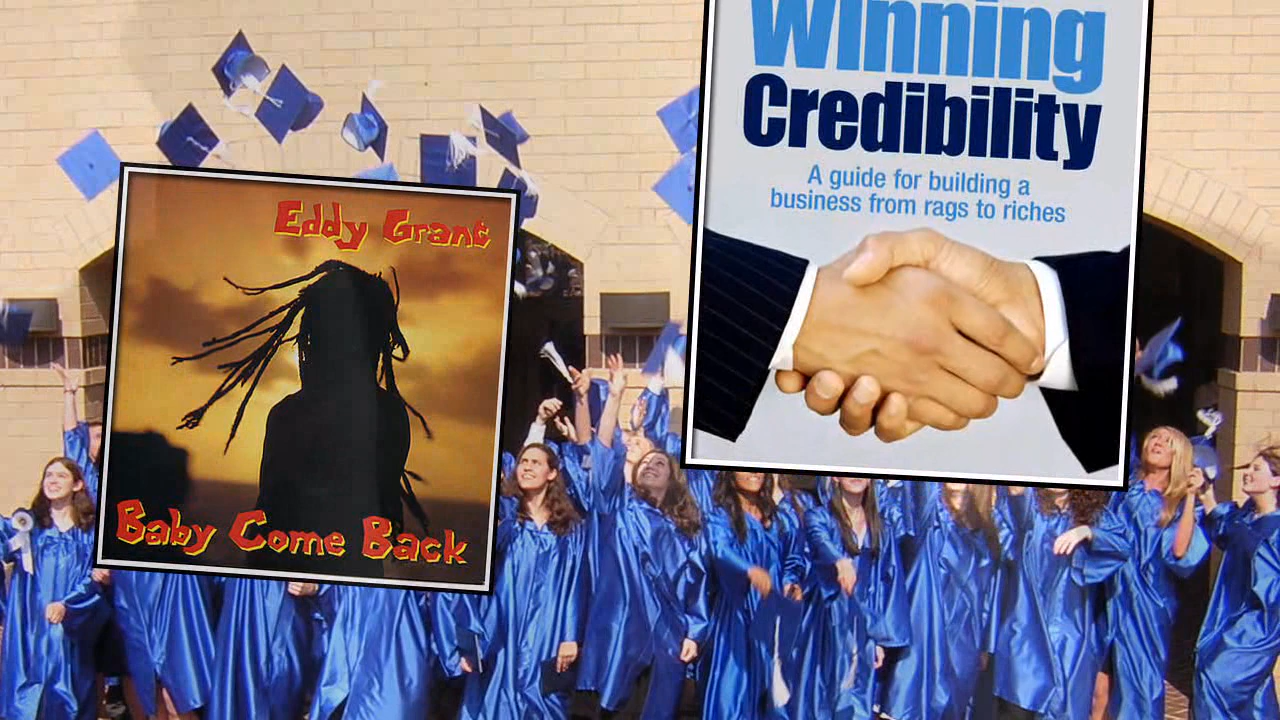 Eddy Grant
Baby Come Back
Winning
Credibility
A guide for building a
business from rags to riches